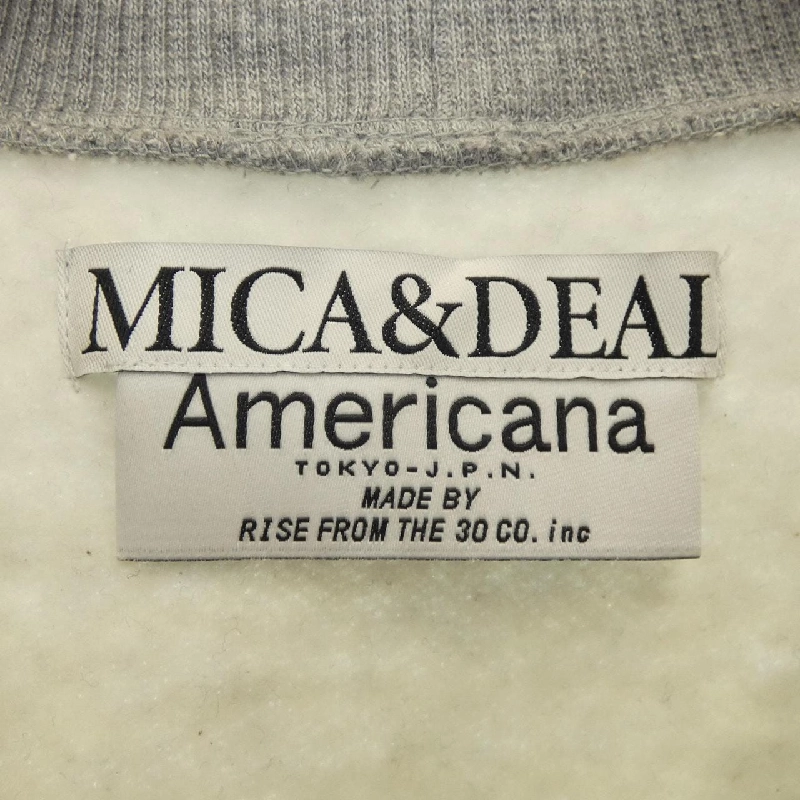 MICA&DEAL
Americana
TOKYO-J.P.N.
MADE BY
RISE FROM THE 30 CO. inc